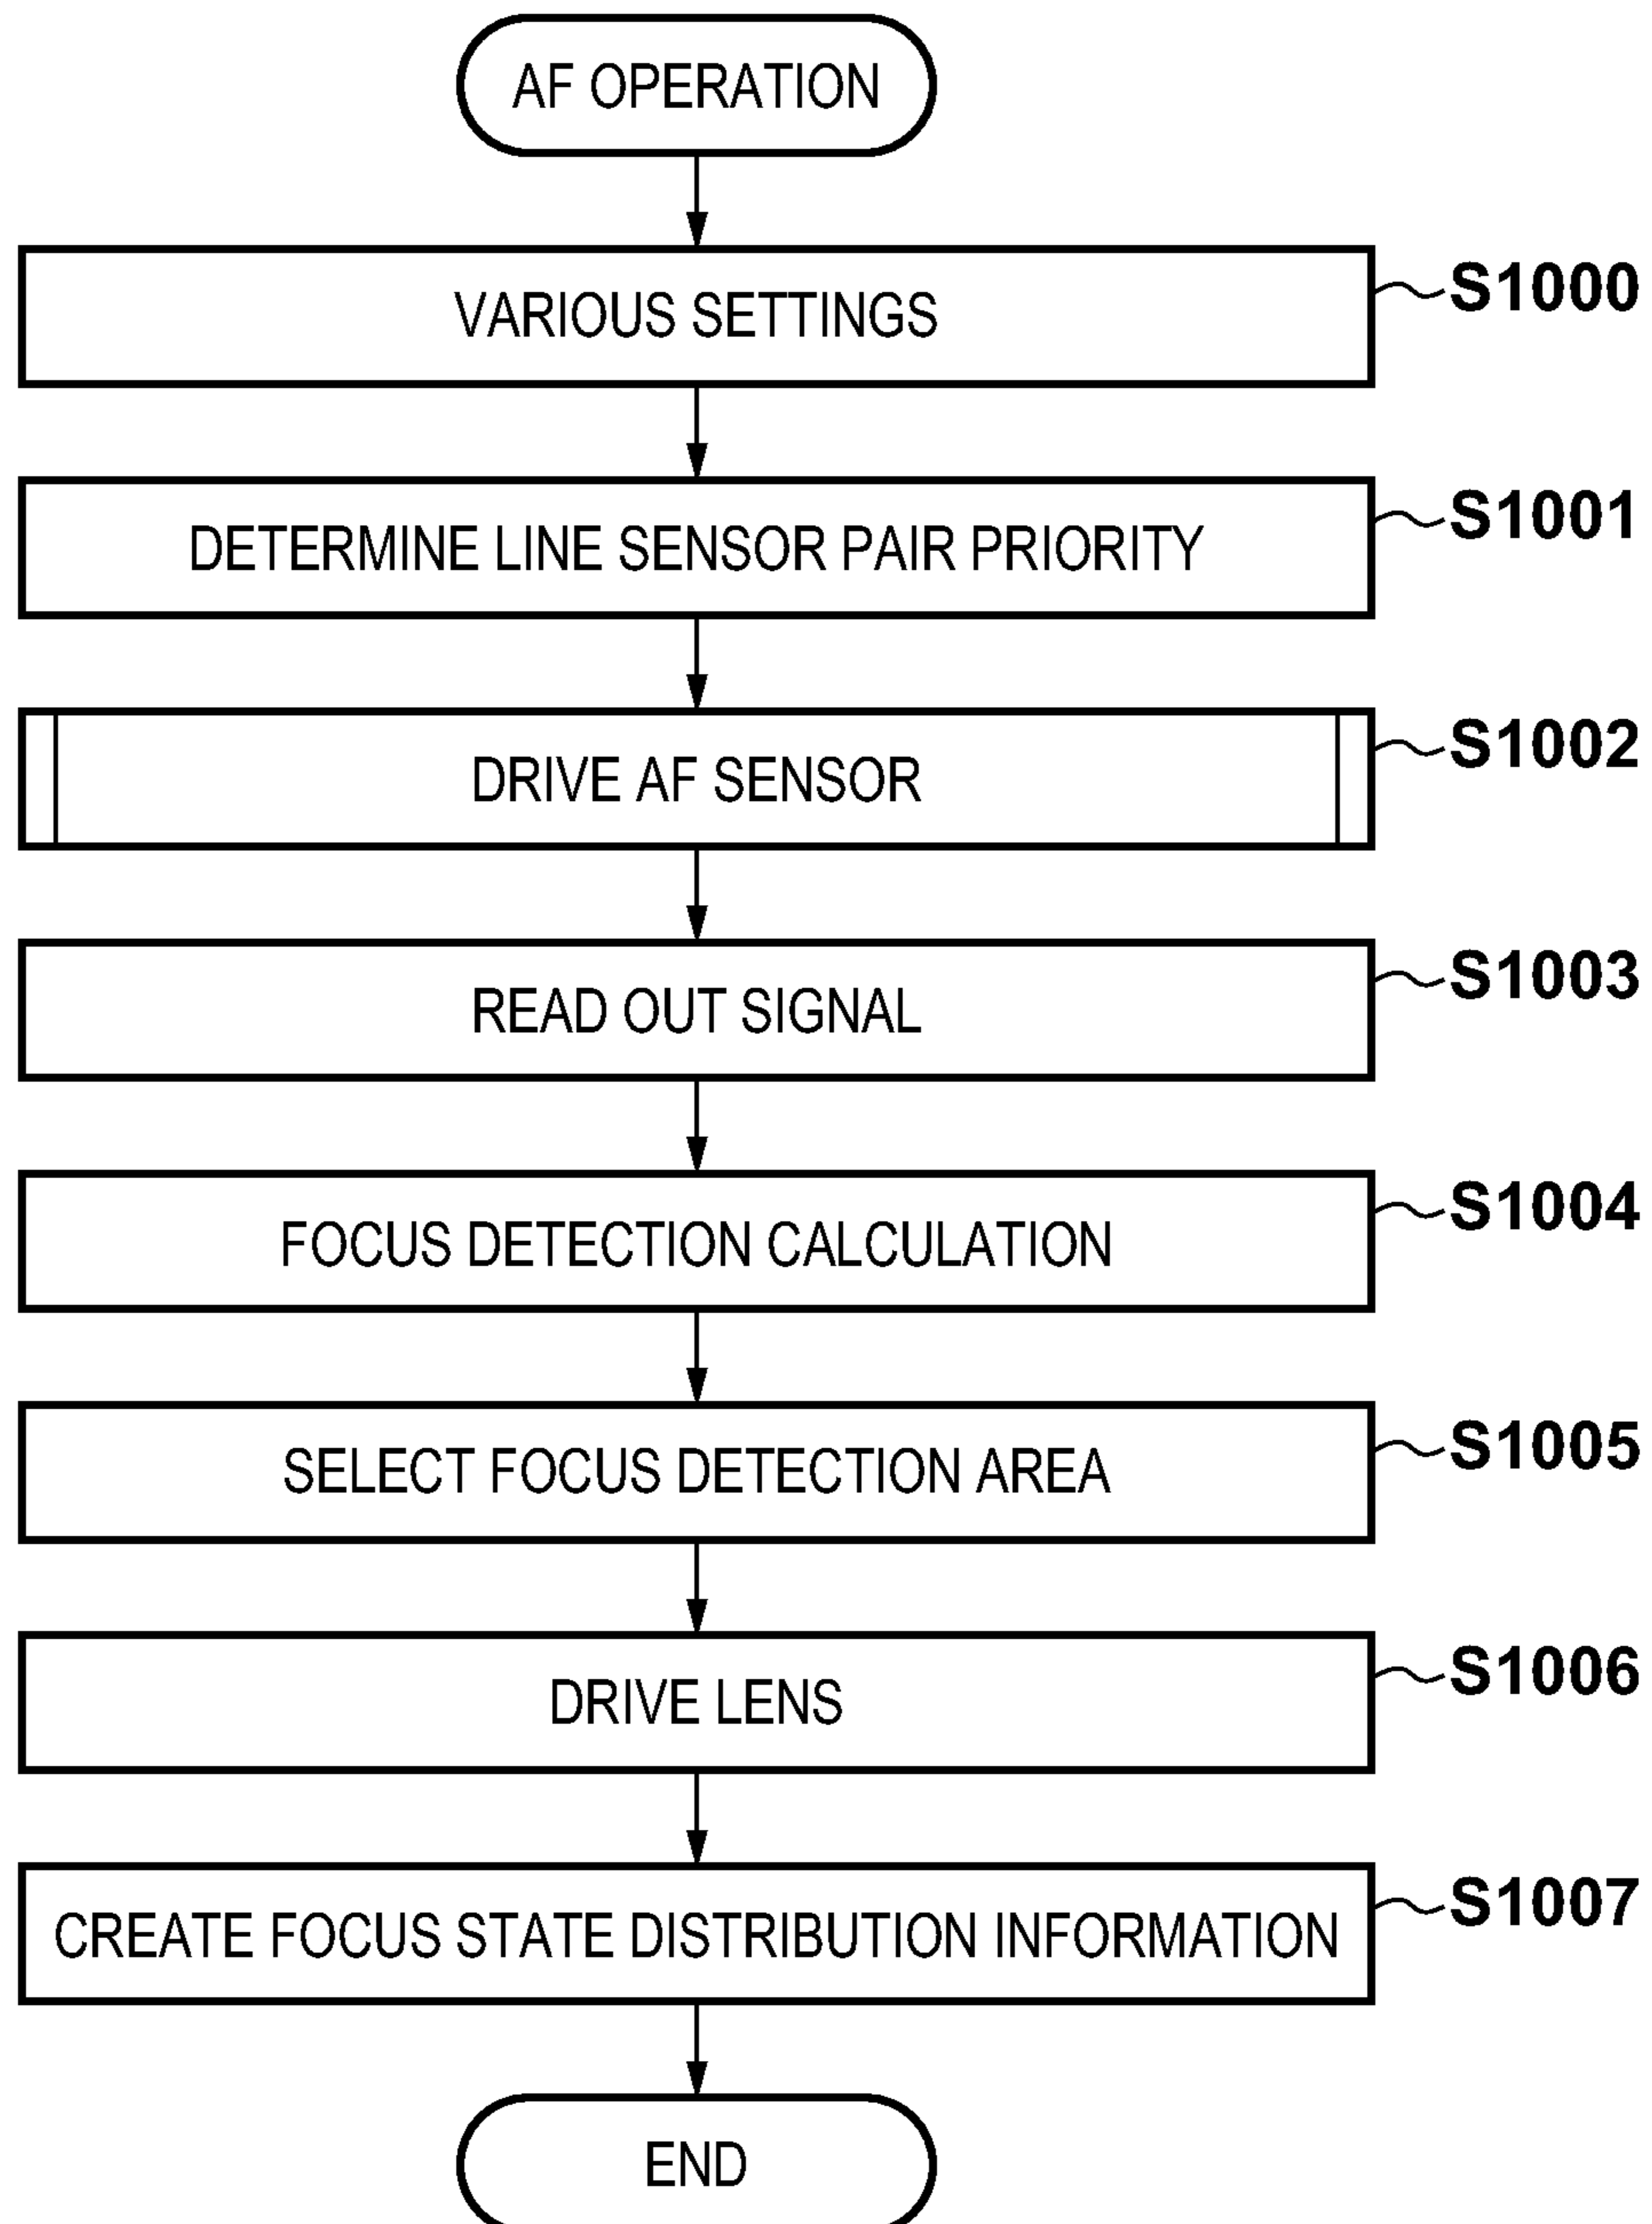 AF OPERATION
VARIOUS SETTINGS
S1000
DETERMINE LINE SENSOR PAIR PRIORITY
S1001
DRIVE AF SENSOR
S1002
READ OUT SIGNAL
S1003
FOCUS DETECTION CALCULATION
S1004
SELECT FOCUS DETECTION AREA
S1005
DRIVE LENS
S1006
CREATE FOCUS STATE DISTRIBUTION INFORMATION
S1007
END